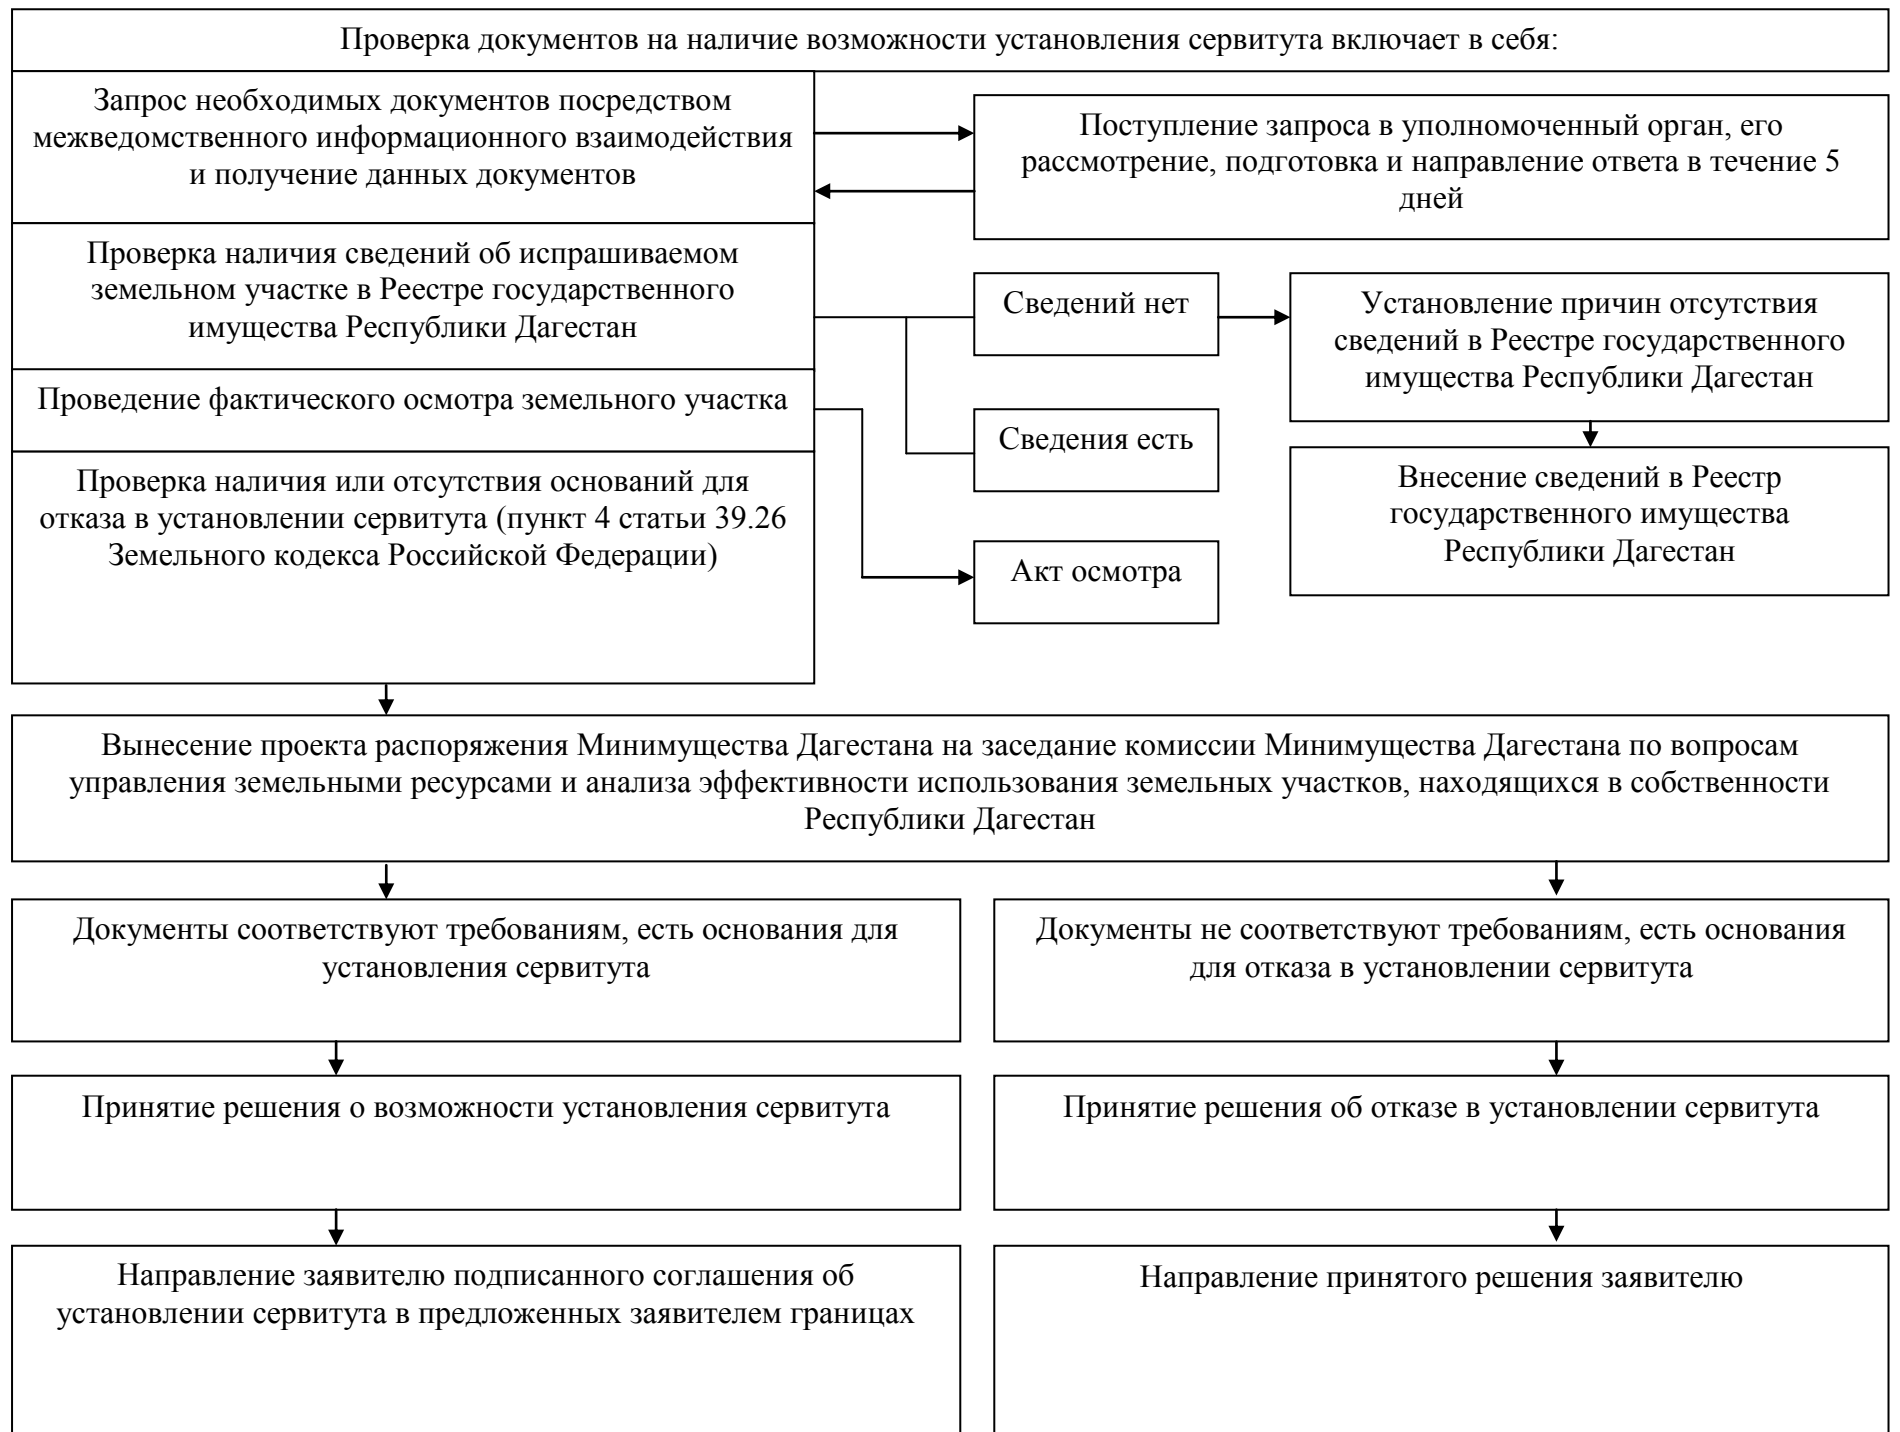 Проверка документов на наличие возможности установления сервитута включает в себя:
Запрос необходимых документов посредством
межведомственного информационного взаимодействия
и получение данных документов
Поступление запроса в уполномоченный орган, его
рассмотрение, подготовка и направление ответа в течение 5
дней
Проверка наличия сведений об испрашиваемом
земельном участке в Реестре государственного
имущества Республики Дагестан
Сведений нет
Установление причин отсутствия
сведений в Реестре государственного
имущества Республики Дагестан
Проведение фактического осмотра земельного участка
Сведения есть
Внесение сведений в Реестр
государственного имущества
Республики Дагестан
Проверка наличия или отсутствия оснований для
отказа в установлении сервитута (пункт 4 статьи 39.26
Земельного кодекса Российской Федерации)
Акт осмотра
Вынесение проекта распоряжения Минимущества Дагестана на заседание комиссии Минимущества Дагестана по вопросам
управления земельными ресурсами и анализа эффективности использования земельных участков, находящихся в собственности
Республики Дагестан
Документы соответствуют требованиям, есть основания для
установления сервитута
Документы не соответствуют требованиям, есть основания
для отказа в установлении сервитута
Принятие решения о возможности установления сервитута
Принятие решения об отказе в установлении сервитута
Направление заявителю подписанного соглашения об
установлении сервитута в предложенных заявителем границах
Направление принятого решения заявителю